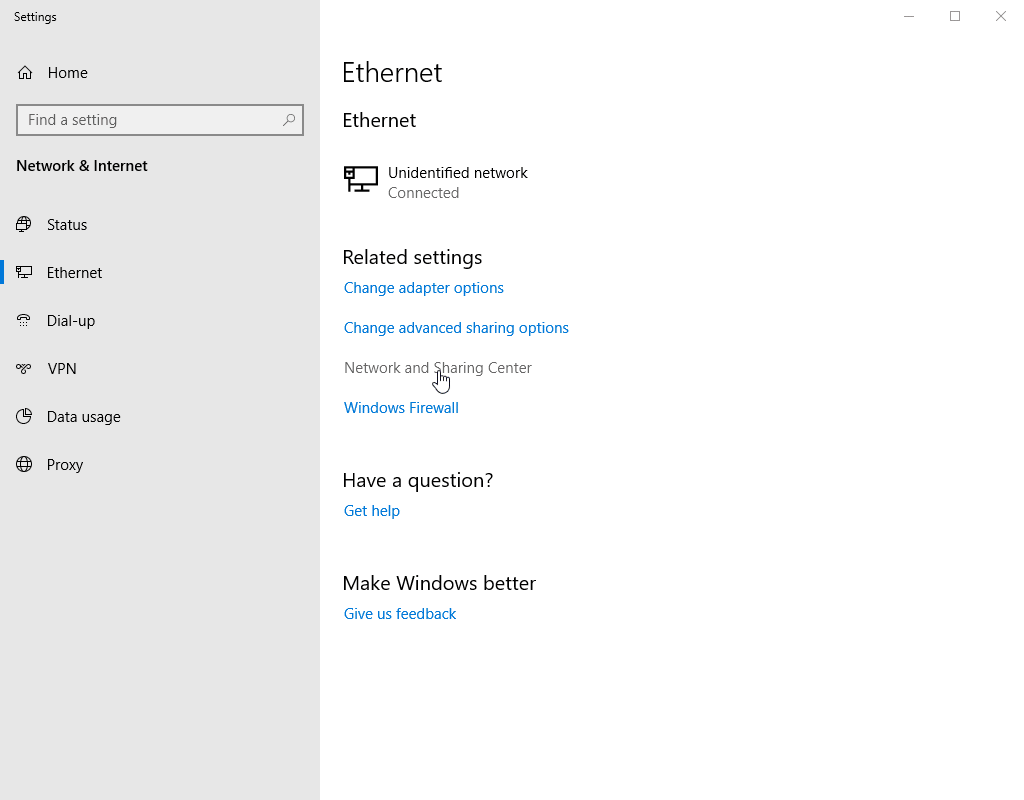 Settings
Home
Find a setting
Network & Internet
Status
Ethernet
Dial-up
VPN
Data usage
Proxy
Ethernet
Ethernet
Unidentified network
Connected
Related settings
Change adapter options
Change advanced sharing options
Network and Sharing Center
Windows Firewall
Have a question?
Get help
Make Windows better
Give us feedback